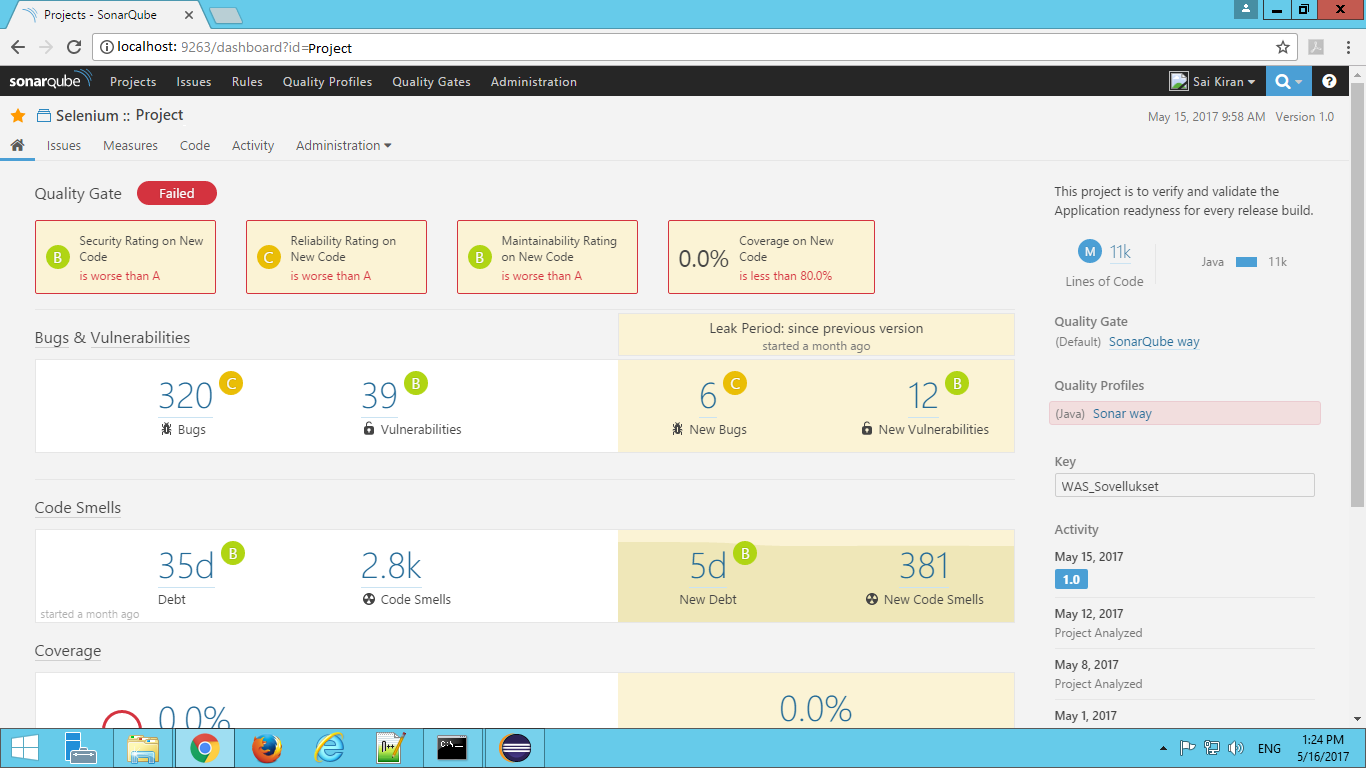 Projects - SonarQube
localhost: 9263/dashboard?id=Project
sonarqube Projects Issues Rules Quality Profiles Quality Gates Administration Sai Kiran ?
Selenium :: Project
May 15, 2017 9:58 AM Version 1.0
Issues Measures Code Activity Administration
Quality Gate Failed
B
Security Rating on New
Code
is worse than A
C
Reliability Rating on
New Code
is worse than A
B
Maintainability Rating
on New Code
is worse than A
0.0%
Coverage on New
Code
is less than 80.0%
Bugs & Vulnerabilities
Leak Period: since previous version
started a month ago
320 C
Bugs
39 B
Vulnerabilities
6 C
New Bugs
12 B
New Vulnerabilities
Code Smells
35d B
Debt
2.8k
Code Smells
started a month ago
5d B
New Debt
381
New Code Smells
Coverage
0.0%
0.0%
This project is to verify and validate the
Application readyness for every release build.
M 11k
Lines of Code
Java 11k
Quality Gate
(Default) SonarQube way
Quality Profiles
(Java) Sonar way
Key
WAS_Sovellukset
Activity
May 15, 2017
1.0
May 12, 2017
Project Analyzed
May 8, 2017
Project Analyzed
May 1, 2017
ENG
1:24 PM
5/16/2017